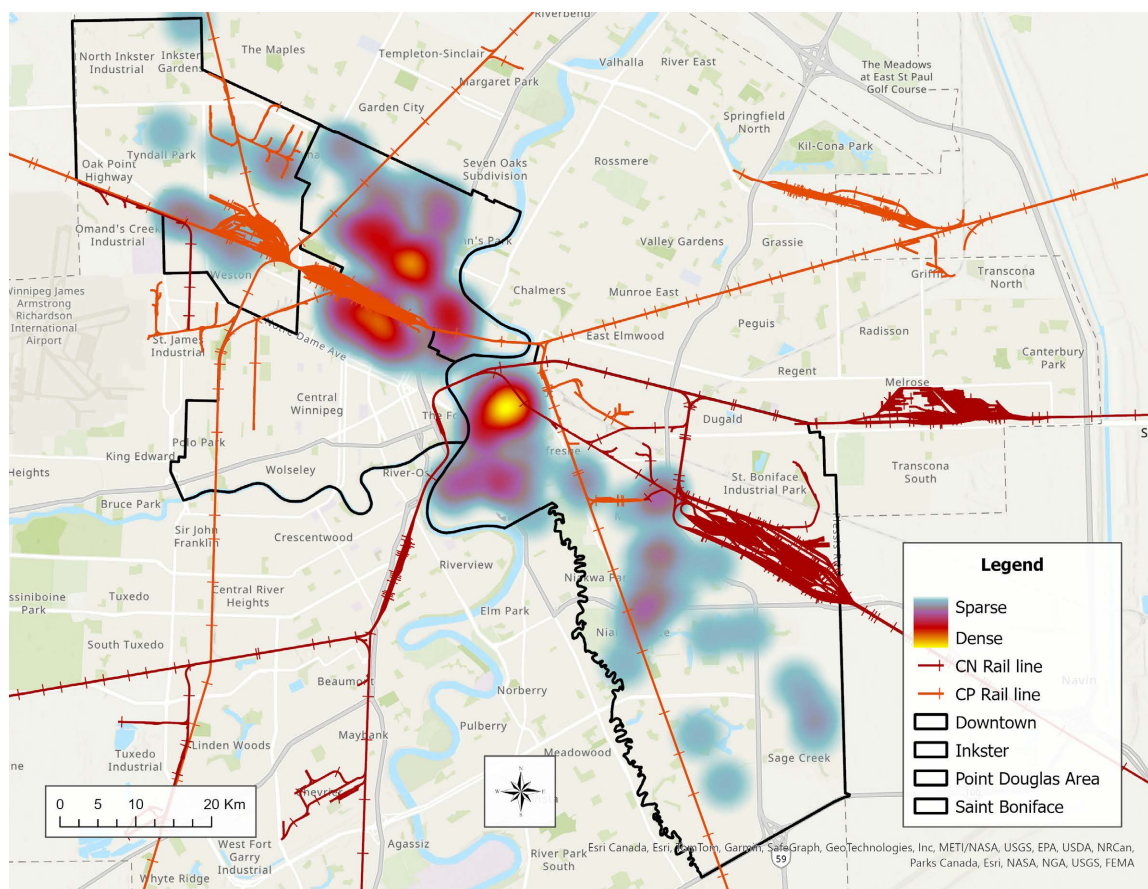 Riverbend
North Inkster
Industrial
Inkster
Gardens
The Maples
Templeton-Sinclair
Margaret Park
Valhalla
River East
The Meadows
at East St Paul
Golf Course
Garden City
Springfield
North
Kil-Cona Park
Tyndall Park
Oak Point
Highway
Seven Oaks
Subdivision
Rossmere
Omand's Creek
Industrial
Valley Gardens
Grassie
Weston
Winnipeg James
Armstrong
Richardson
International
Airport
Chalmers
Munroe East
Transcona
North
St. James
Industrial
Notre Dame Ave
East Elmwood
Peguis
Radisson
Canterbury
Park
Regent
Melrose
Central
Winnipeg
Dugald
Polo Park
King Edward
Wolseley
River-Os
Heights
St. Boniface
Industrial Park
Transcona
South
Bruce Park
Sir John
Franklin
Crescentwood
Riverview
Niakwa Pa
Central River
Heights
Tuxedo
Elm Park
ssiniboine
Park
South Tuxedo
Beaumont
Norberry
Pulberry
Maybank
Linden Woods
Tuxedo
Industrial
Meadowood
Sage Creek
Navin
Legend
Sparse
Dense
CN Rail line
CP Rail line
Downtown
Inkster
Point Douglas Area
Saint Boniface
0 5 10 20 Km
N
W E
S
West Fort
Garry
Industrial
Agassiz
River Park
South
59
Whyte Ridge
Esri Canada, Esri, TomTom, Garmin, SafeGraph, GeoTechnologies, Inc, METI/NASA, USGS, EPA, USDA, NRCan,
Parks Canada, Esri, NASA, NGA, USGS, FEMA